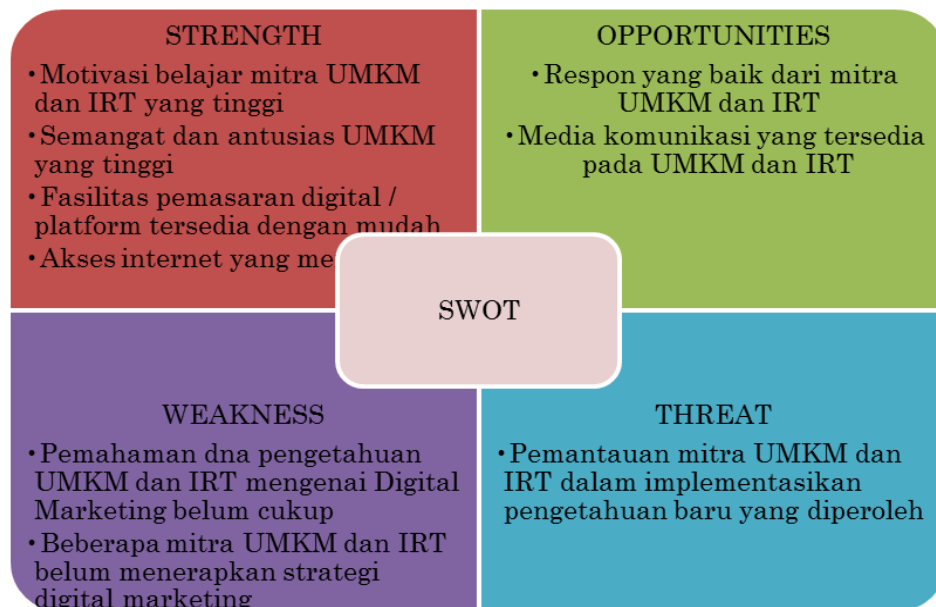 STRENGTH
•Motivasi belajar mitra UMKM
dan IRT yang tinggi
•Semangat dan antusias UMKM
yang tinggi
•Fasilitas pemasaran digital /
platform tersedia dengan mudah
•Akses internet yang
OPPORTUNITIES
•Respon yang baik dari mitra
UMKM dan IRT
•Media komunikasi yang tersedia
pada UMKM dan IRT
SWOT
WEAKNESS
•Pemahaman dna pengetahuan
UMKM dan IRT mengenai Digital
Marketing belum cukup
•Beberapa mitra UMKM dan IRT
belum menerapkan strategi
digital marketing
THREAT
•Pemantauan mitra UMKM dan
IRT dalam implementasikan
pengetahuan baru yang diperoleh